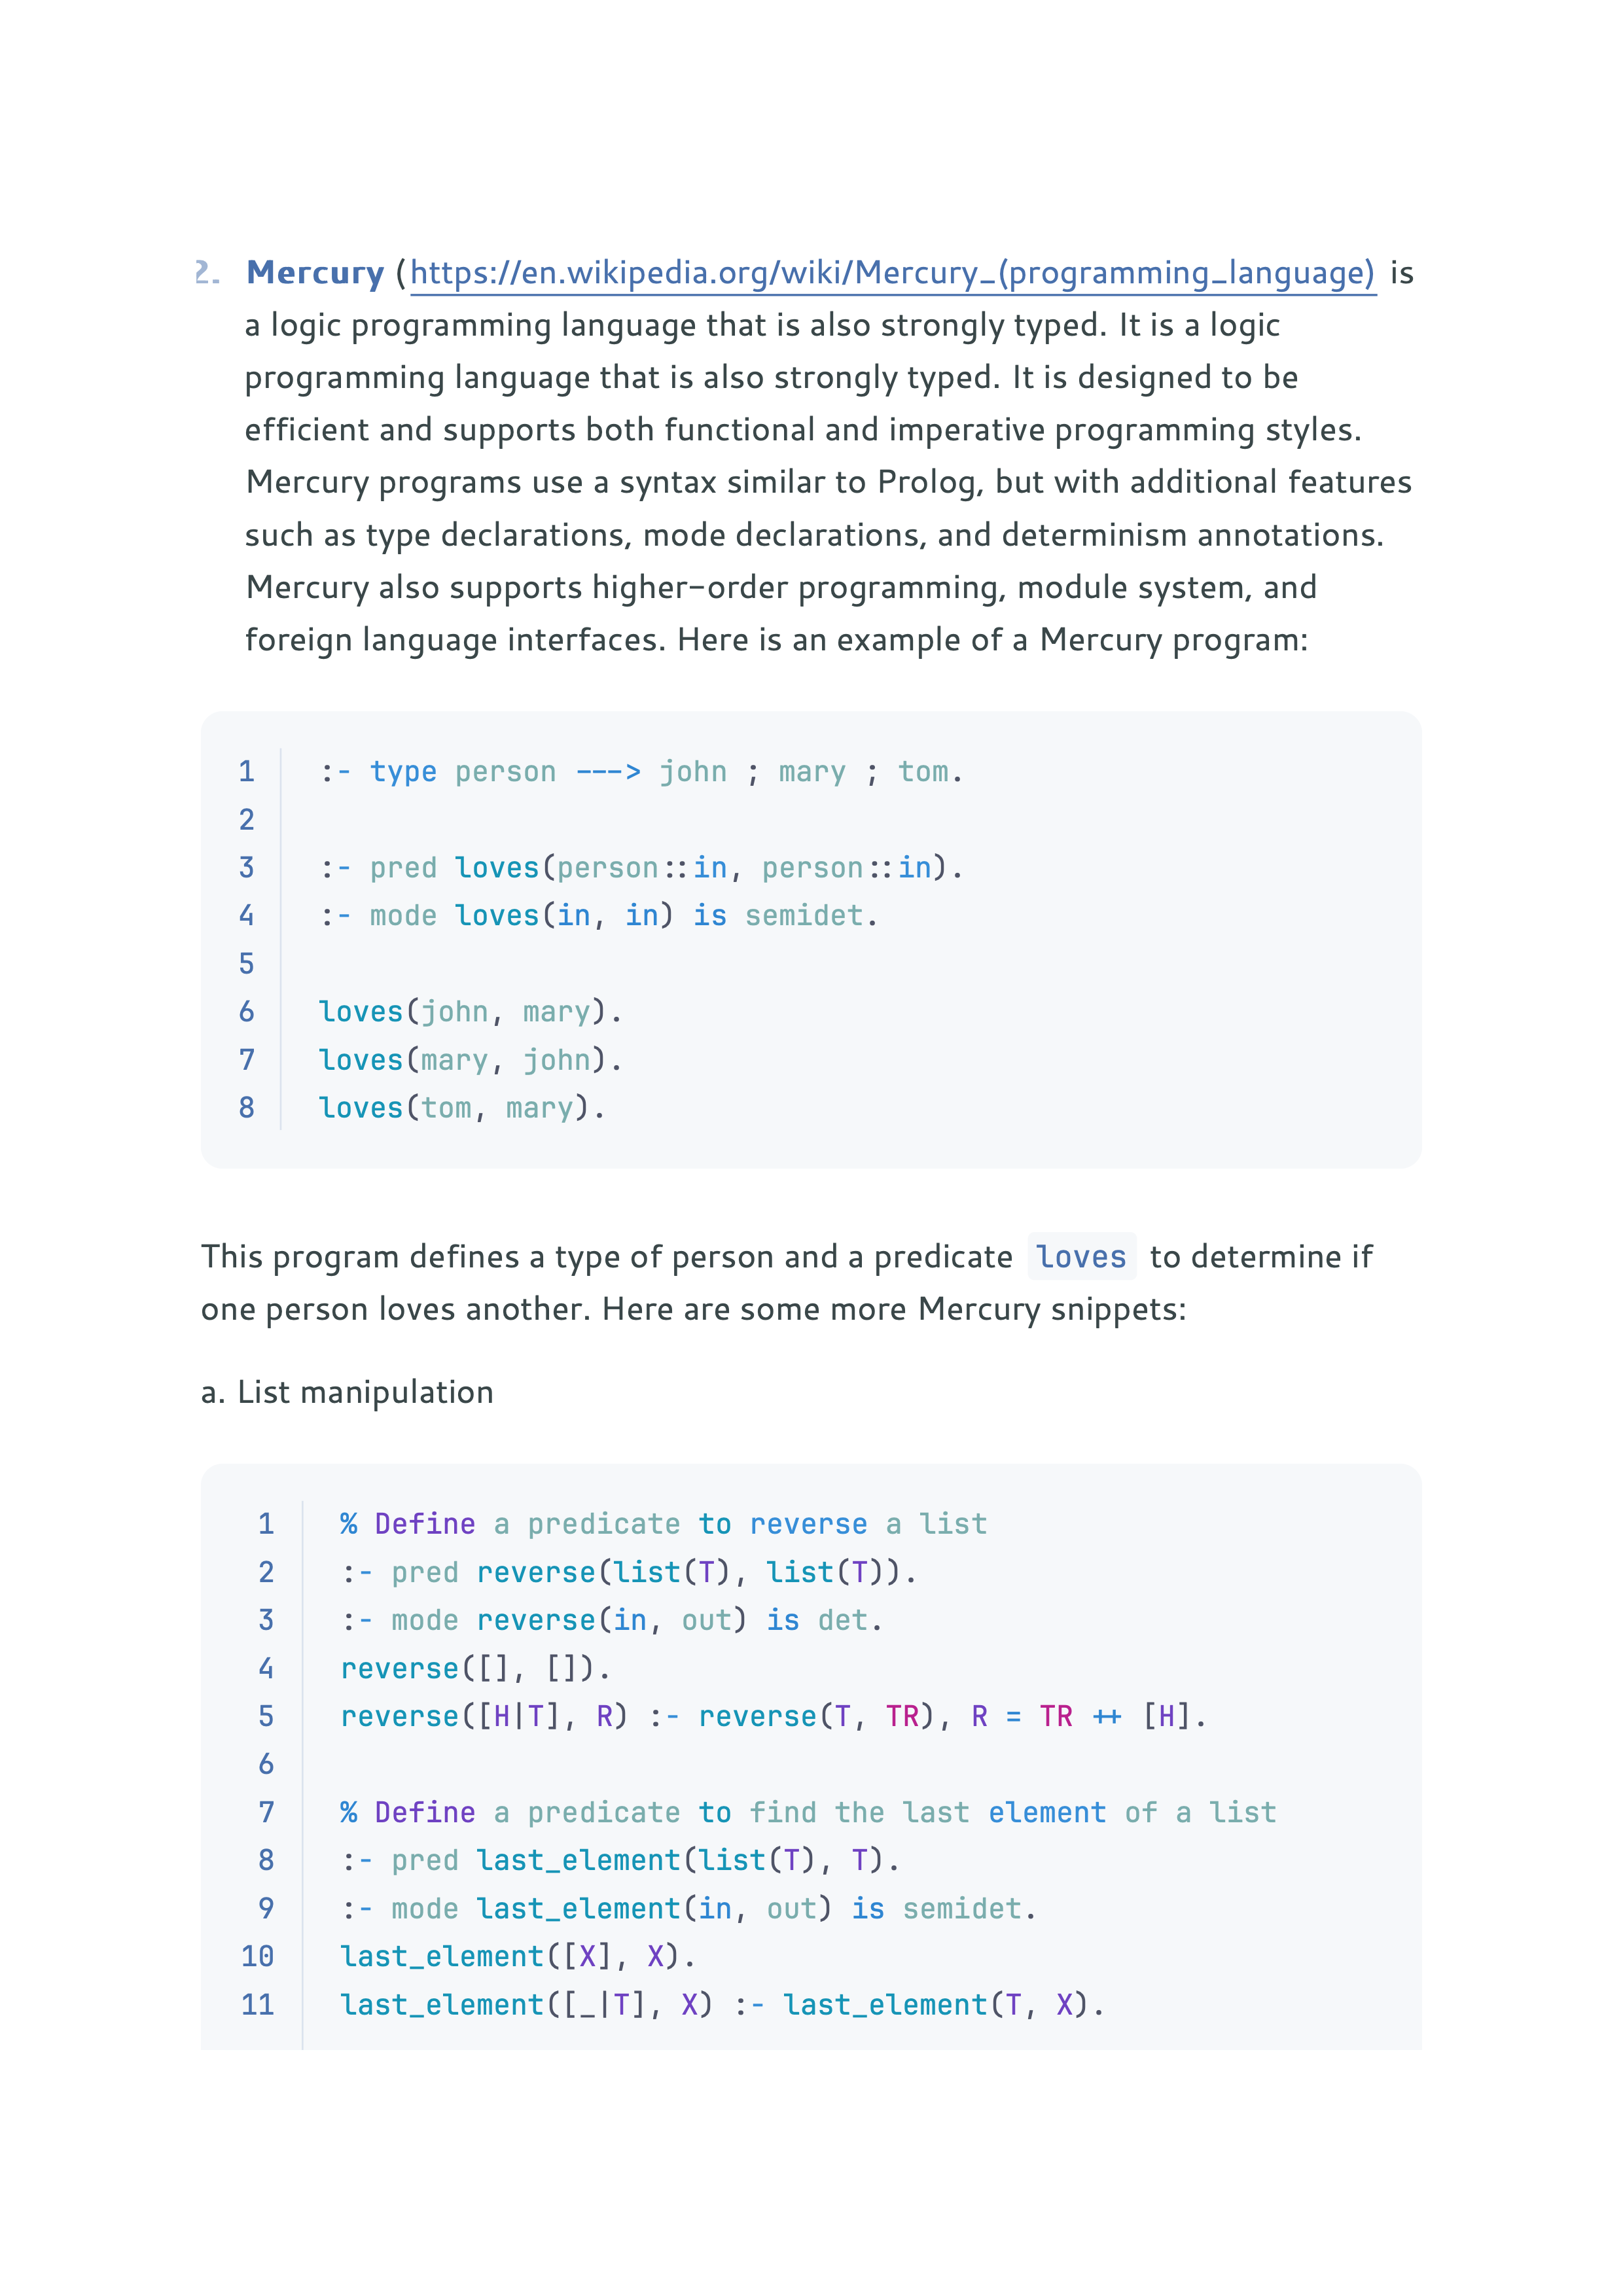 2. Mercury (https://en.wikipedia.org/wiki/Mercury_(programming_language) is
a logic programming language that is also strongly typed. It is a logic
programming language that is also strongly typed. It is designed to be
efficient and supports both functional and imperative programming styles.
Mercury programs use a syntax similar to Prolog, but with additional features
such as type declarations, mode declarations, and determinism annotations.
Mercury also supports higher-order programming, module system, and
foreign language interfaces. Here is an example of a Mercury program:
1 :- type person ---> john ; mary ; tom.
2
3 :- pred loves(person::in, person::in).
4 :- mode loves(in, in) is semidet.
5
6 loves(john, mary).
7 loves(mary, john).
8 loves(tom, mary).
This program defines a type of person and a predicate loves to determine if
one person loves another. Here are some more Mercury snippets:
a. List manipulation
1 % Define a predicate to reverse a list
2 :- pred reverse(list(T), list(T)).
3 :- mode reverse(in, out) is det.
4 reverse([], []).
5 reverse([H|T], R) :- reverse(T, TR), R = TR ++ [H].
6
7 % Define a predicate to find the last element of a list
8 :- pred last_element(list(T), T).
9 :- mode last_element(in, out) is semidet.
10 last_element([X], X).
11 last_element([_|T], X) :- last_element(T, X).